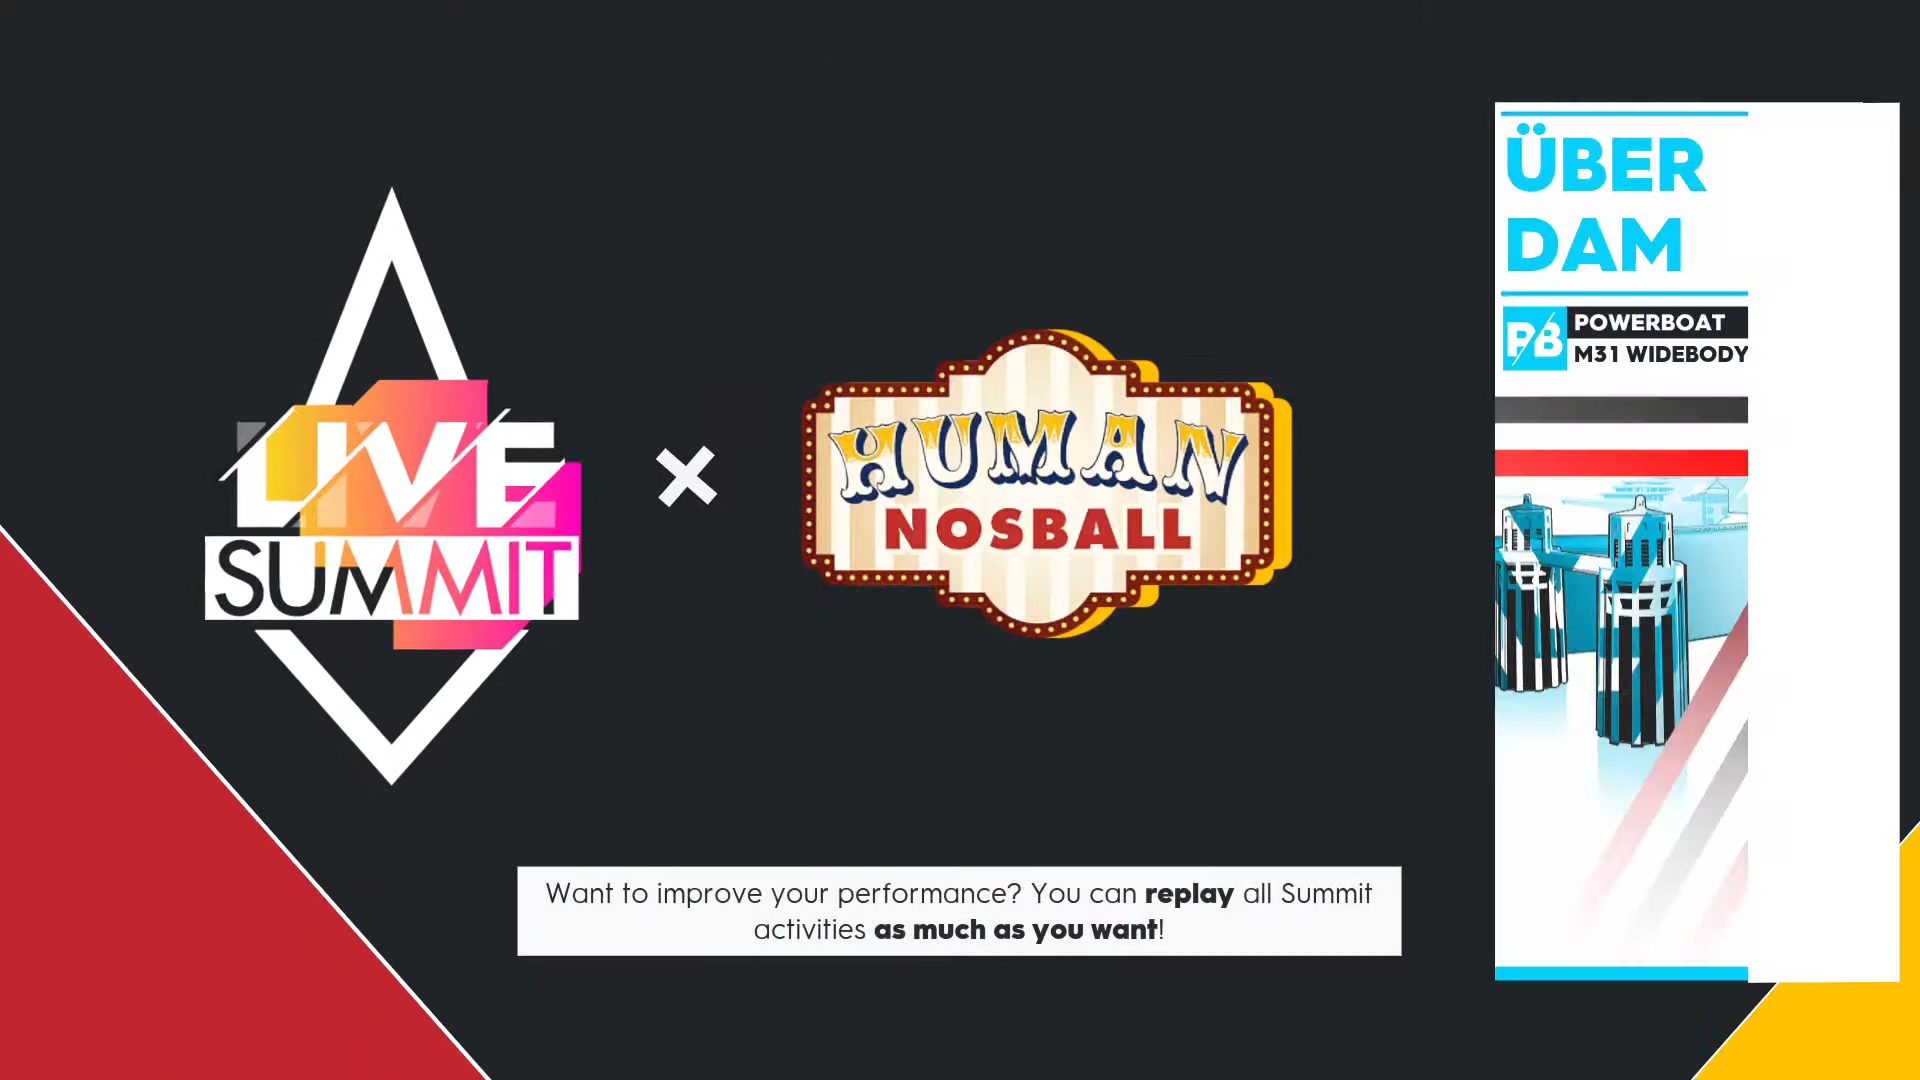 LIVE
SUMMIT
×
HUMAN
NOSBALL
ÜBER
DAM
PB POWERBOAT
M31 WIDEBODY
Want to improve your performance? You can replay all Summit
activities as much as you want!